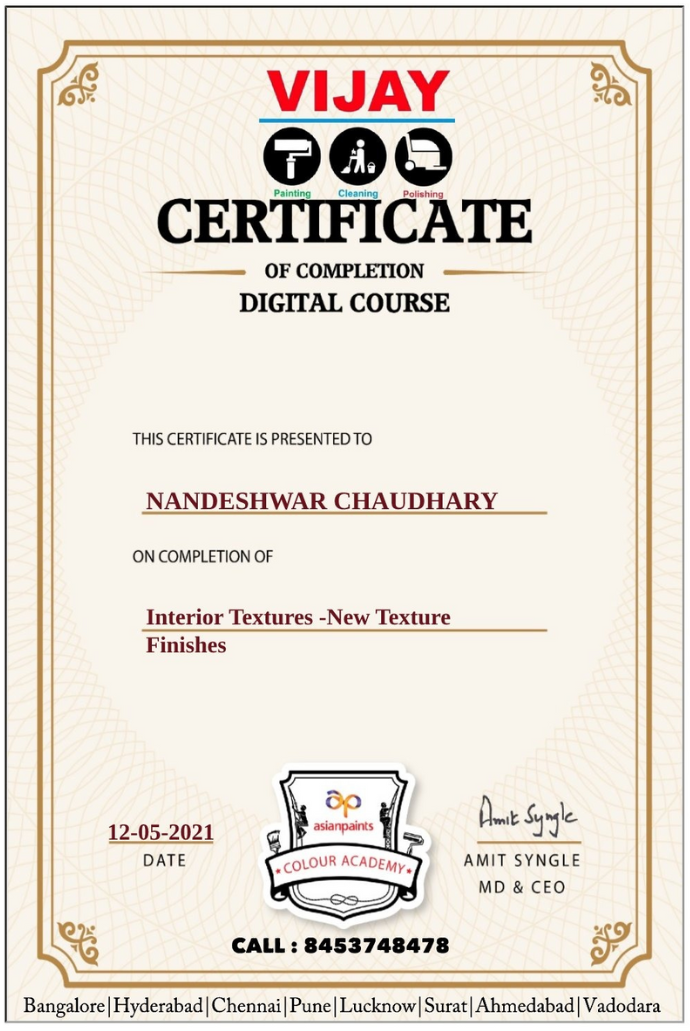 VIJAY
Painting Cleaning Polishing
CERTIFICATE
OF COMPLETION
DIGITAL COURSE
THIS CERTIFICATE IS PRESENTED TO
NANDESHWAR CHAUDHARY
ON COMPLETION OF
Interior Textures -New Texture
Finishes
ap
asianpaints
COLOUR ACADEMY
Amit Syngle
12-05-2021
DATE
AMIT SYNGLE
MD & CEO
CALL : 8453748478
Bangalore|Hyderabad|Chennai|Pune|Lucknow|Surat|Ahmedabad|Vadodara